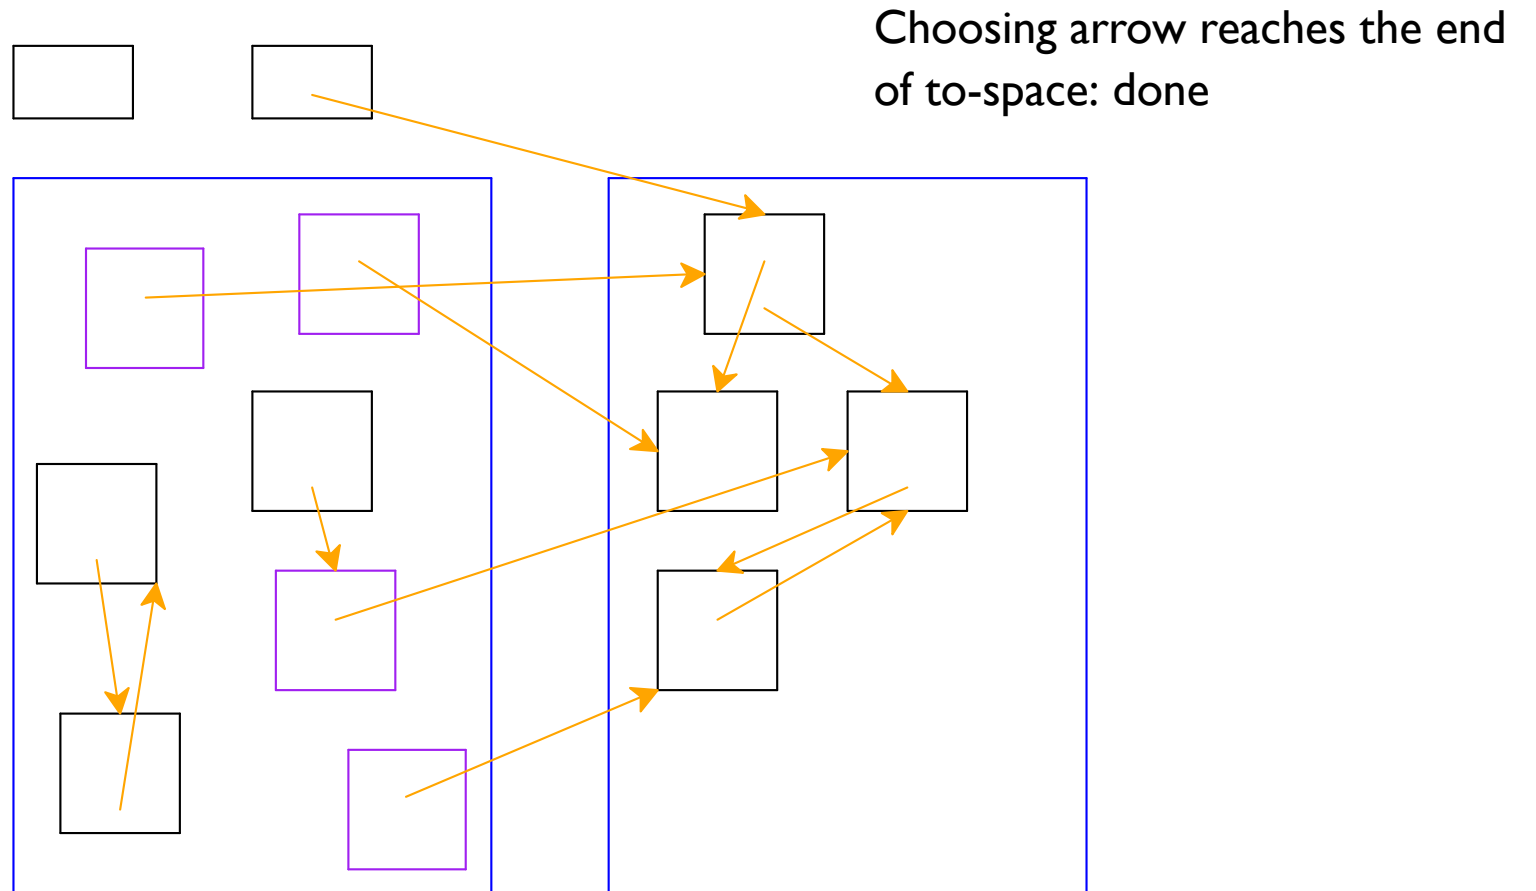 Choosing arrow reaches the end
of to-space: done